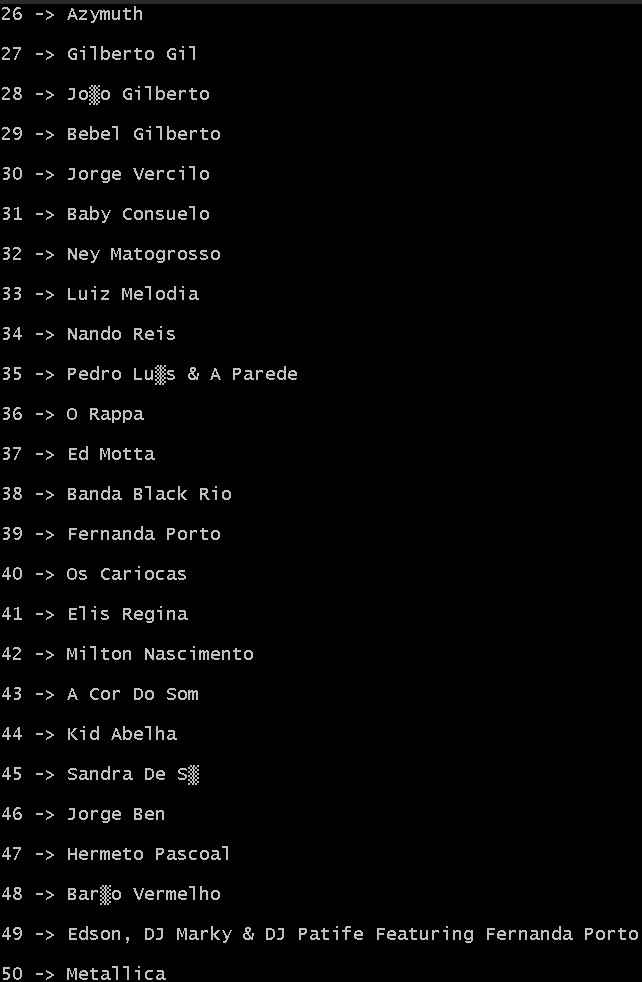 26 -> Azymuth
27 -> Gilberto Gil
28 -> Jo▒o Gilberto
29 -> Bebel Gilberto
30 -> Jorge Vercilo
31 -> Baby Consuelo
32 -> Ney Matogrosso
33 -> Luiz Melodia
34 -> Nando Reis
35 -> Pedro Lu▒s & A Parede
36 -> O Rappa
37 -> Ed Motta
38 -> Banda Black Rio
39 -> Fernanda Porto
40 -> Os Cariocas
41 -> Elis Regina
42 -> Milton Nascimento
43 -> A Cor Do Som
44 -> Kid Abelha
45 -> Sandra De S▒
46 -> Jorge Ben
47 -> Hermeto Pascoal
48 -> Bar▒o Vermelho
49 -> Edson, DJ Marky & DJ Patife Featuring Fernanda Porto
50 -> Metallica